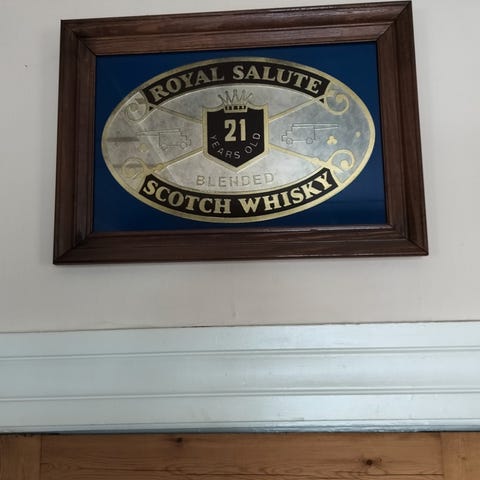 ROYAL SALUTE
21
YEARS OLD
BLENDED
SCOTCH WHISKY